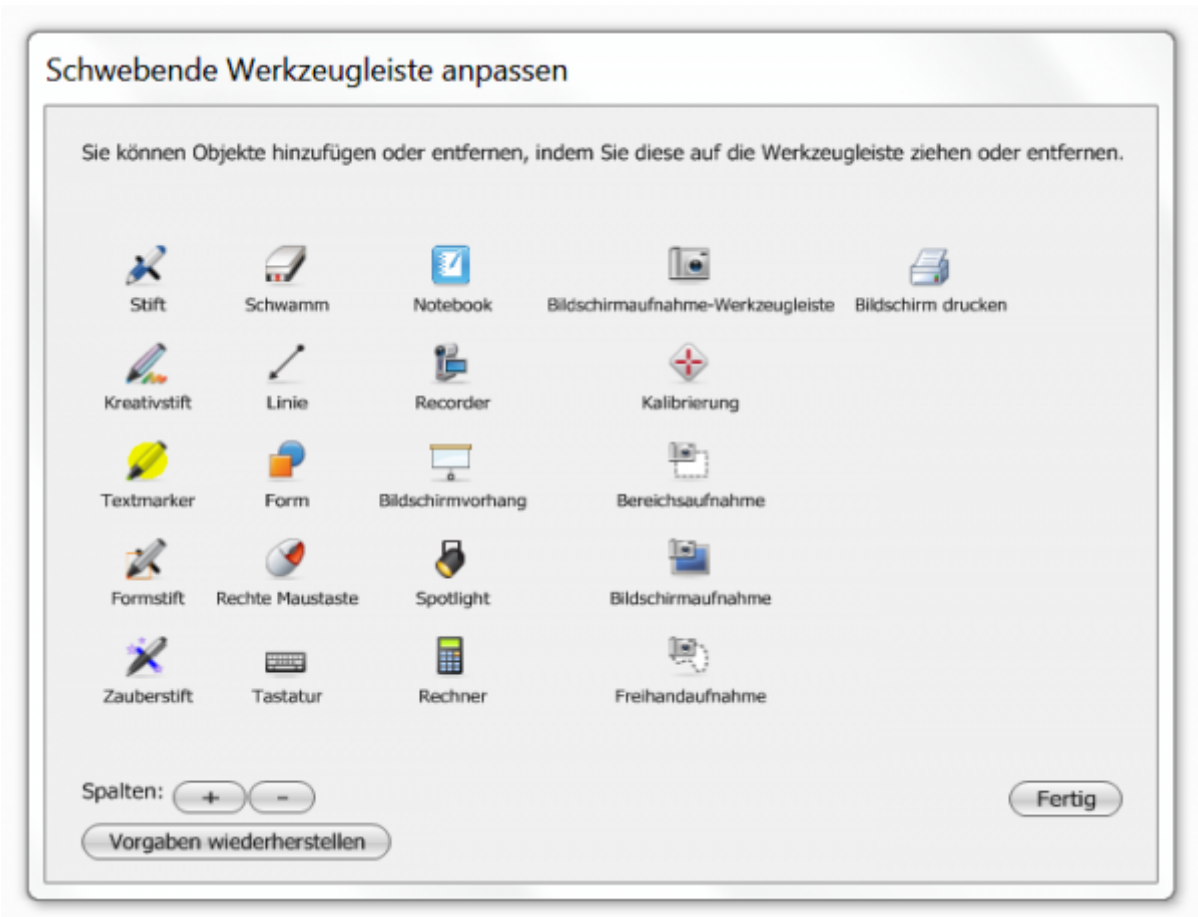 Schwebende Werkzeugleiste anpassen
Sie können Objekte hinzufügen oder entfernen, indem Sie diese auf die Werkzeugleiste ziehen oder entfernen.
Stift Schwamm Notebook Bildschirmaufnahme-Werkzeugleiste Bildschirm drucken
Kreativstift Linie Recorder Kalibrierung
Textmarker Form Bildschirmvorhang Bereichsaufnahme
Formstift Rechte Maustaste Spotlight Bildschirmaufnahme
Zauberstift Tastatur Rechner Freihandaufnahme
Spalten: + - Fertig
Vorgaben wiederherstellen